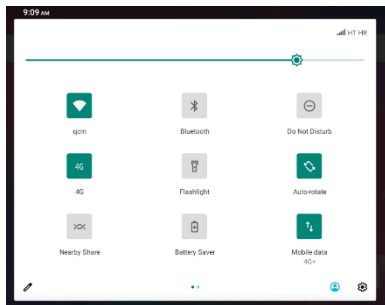 9:09 AM
HT HR
qcm
Bluetooth
Do Not Disturb
4G
4G
Flashlight
Auto-rotate
Nearby Share
Battery Saver
Mobile data
4G+